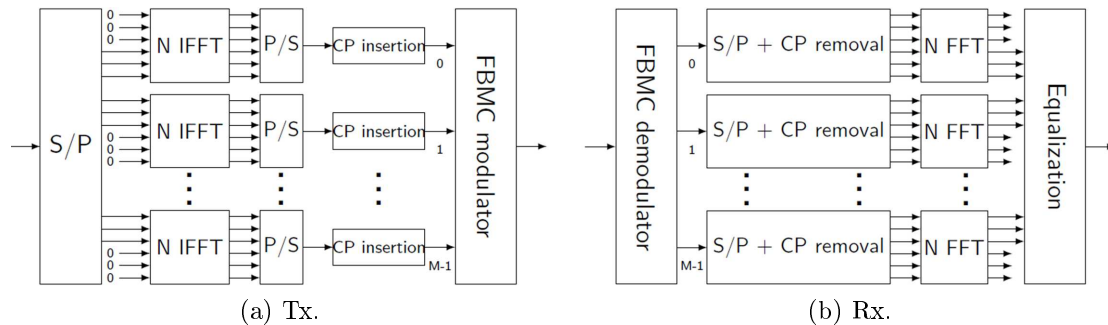 0
0
0
N IFFT
P/S
CP insertion
0
S/P
N IFFT
P/S
CP insertion
1
0
0
0
N IFFT
P/S
CP insertion
M-1
0
0
0
FBMC modulator
(a) Tx.
FBMC demodulator
0
S/P + CP removal
N FFT
1
S/P + CP removal
N FFT
M-1
S/P + CP removal
N FFT
Equalization
(b) Rx.